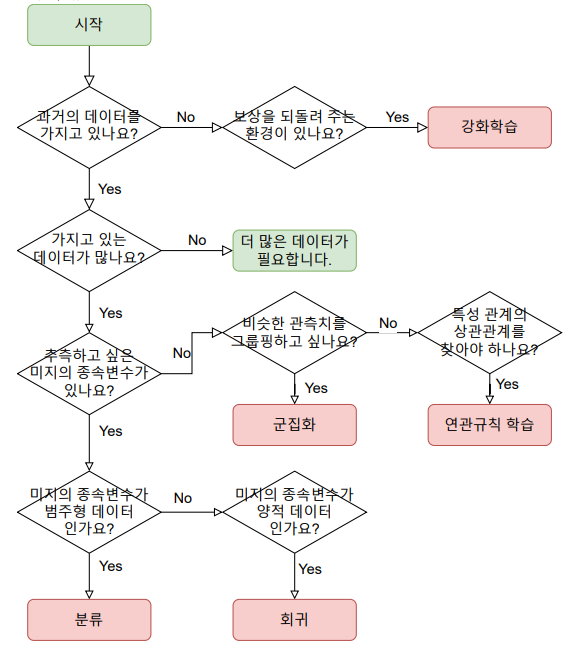 시작
과거의 데이터를
가지고 있나요?
No
보상을 되돌려 주는
환경이 있나요?
Yes
강화학습
Yes
가지고 있는
데이터가 많나요?
No
더 많은 데이터가
필요합니다.
Yes
추측하고 싶은
미지의 종속변수가
있나요?
No
비슷한 관측치를
그룹핑하고 싶나요?
No
특성 관계의
상관관계를
찾아야 하나요?
Yes
군집화
Yes
연관규칙 학습
Yes
미지의 종속변수가
범주형 데이터
인가요?
No
미지의 종속변수가
양적 데이터
인가요?
Yes
분류
Yes
회귀